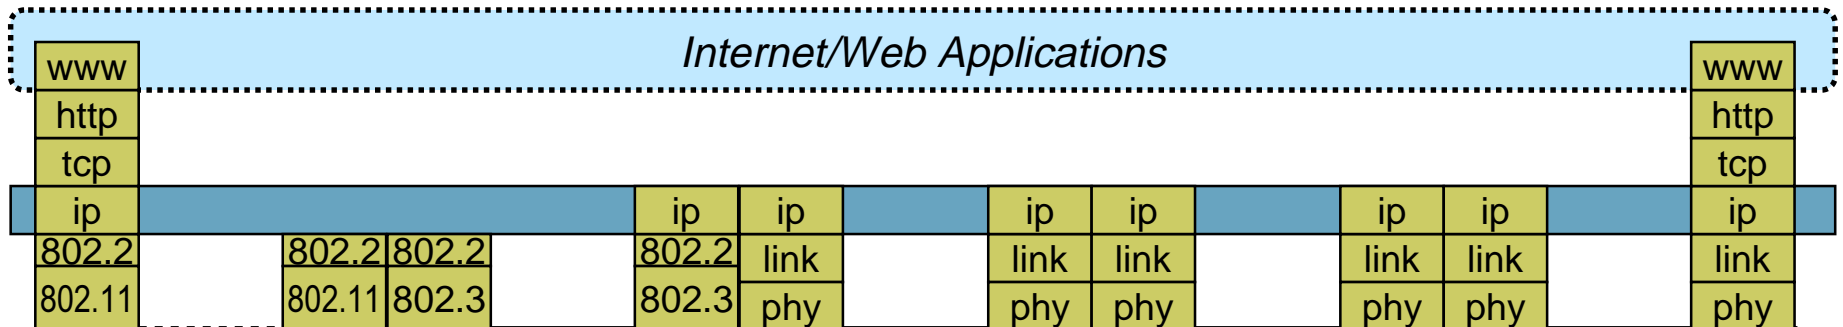 Internet/Web Applications
www www
http http
tcp tcp
ip ip ip ip ip ip ip ip
802.2 802.2 802.2 802.2 link link link link link link
802.11 802.11 802.3 802.3 phy phy phy phy phy phy